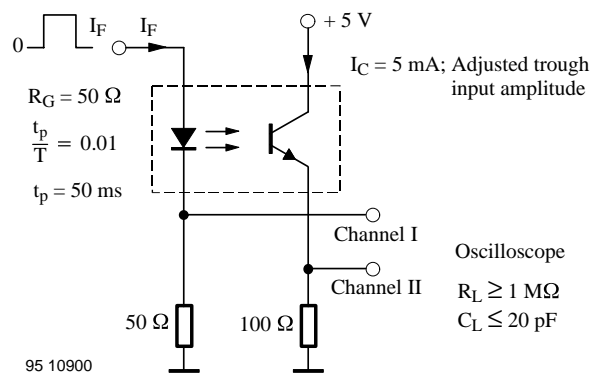 0
I_F
I_F
+ 5 V
I_C = 5 mA; Adjusted trough
input amplitude
R_G = 50 Ω
t_p
T = 0.01
t_p = 50 ms
Channel I
Channel II
Oscilloscope
R_L ≥ 1 MΩ
C_L ≤ 20 pF
50 Ω
100 Ω
95 10900